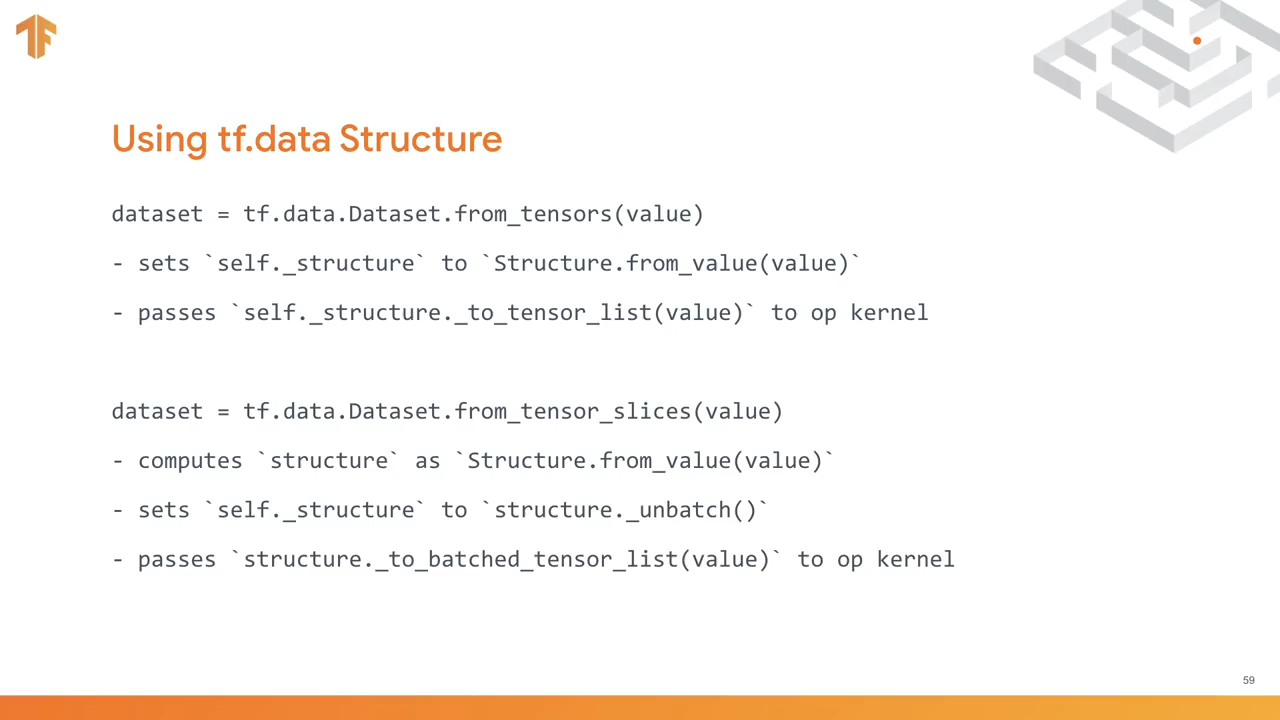 Using tf.data Structure
dataset = tf.data.Dataset.from_tensors(value)
- sets `self._structure` to `Structure.from_value(value)`
- passes `self._structure._to_tensor_list(value)` to op kernel
dataset = tf.data.Dataset.from_tensor_slices(value)
- computes `structure` as `Structure.from_value(value)`
- sets `self._structure` to `structure._unbatch()`
- passes `structure._to_batched_tensor_list(value)` to op kernel
59